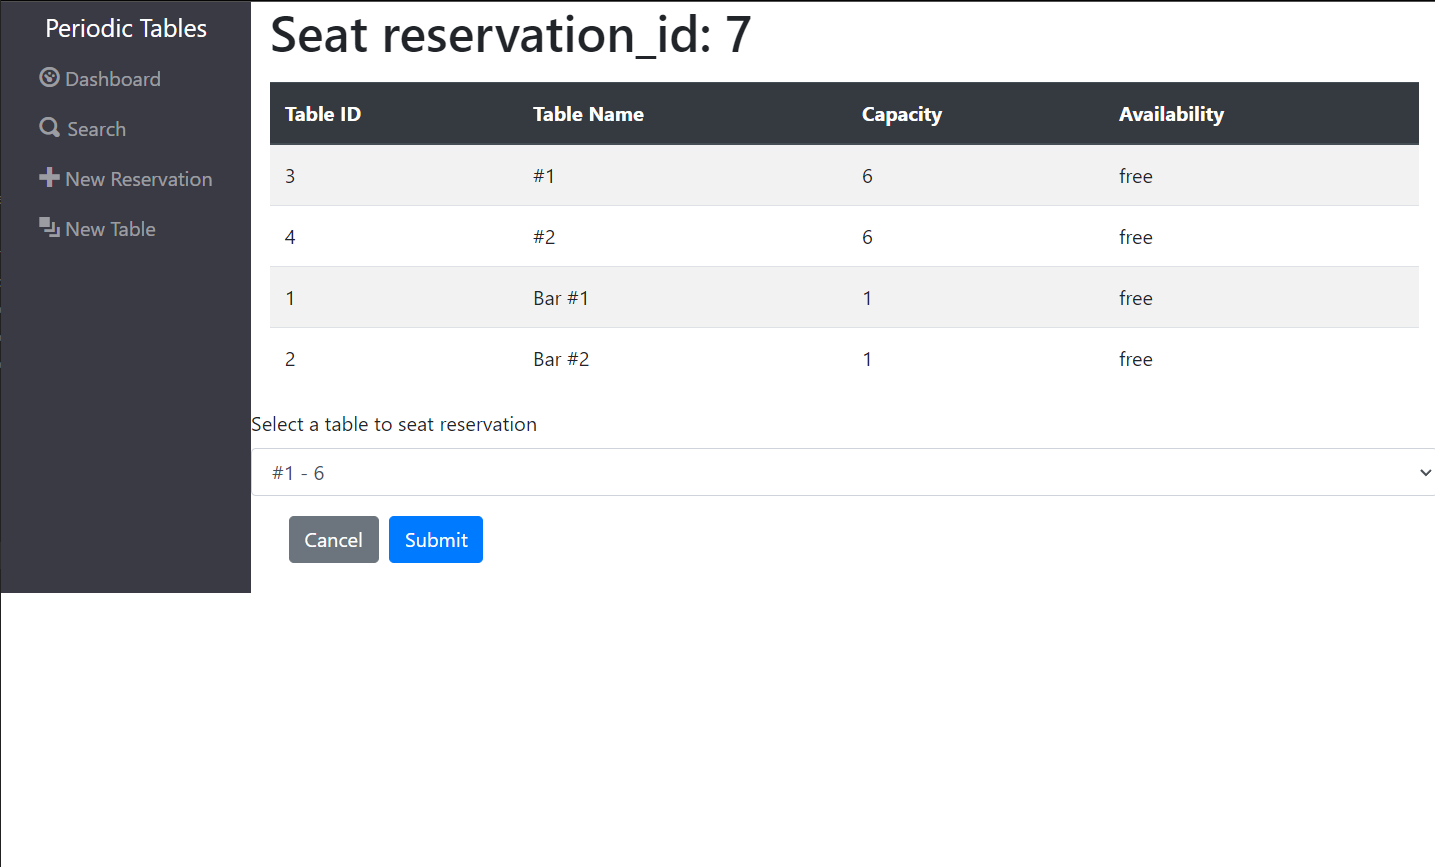 Periodic Tables
Dashboard
Search
New Reservation
New Table
Seat reservation_id: 7
Table ID Table Name Capacity Availability
3 #1 6 free
4 #2 6 free
1 Bar #1 1 free
2 Bar #2 1 free
Select a table to seat reservation
#1 - 6
Cancel Submit